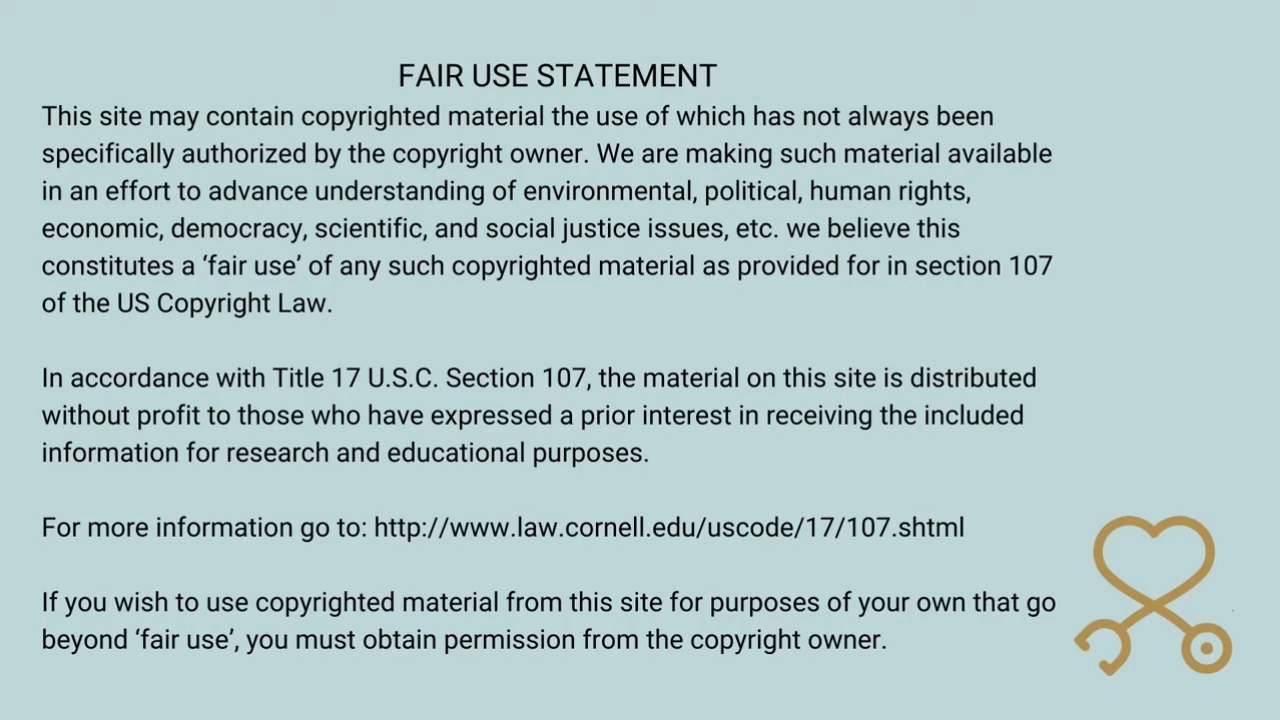 FAIR USE STATEMENT
This site may contain copyrighted material the use of which has not always been
specifically authorized by the copyright owner. We are making such material available
in an effort to advance understanding of environmental, political, human rights,
economic, democracy, scientific, and social justice issues, etc. we believe this
constitutes a ‘fair use’ of any such copyrighted material as provided for in section 107
of the US Copyright Law.
In accordance with Title 17 U.S.C. Section 107, the material on this site is distributed
without profit to those who have expressed a prior interest in receiving the included
information for research and educational purposes.
For more information go to: http://www.law.cornell.edu/uscode/17/107.shtml
If you wish to use copyrighted material from this site for purposes of your own that go
beyond ‘fair use’, you must obtain permission from the copyright owner.